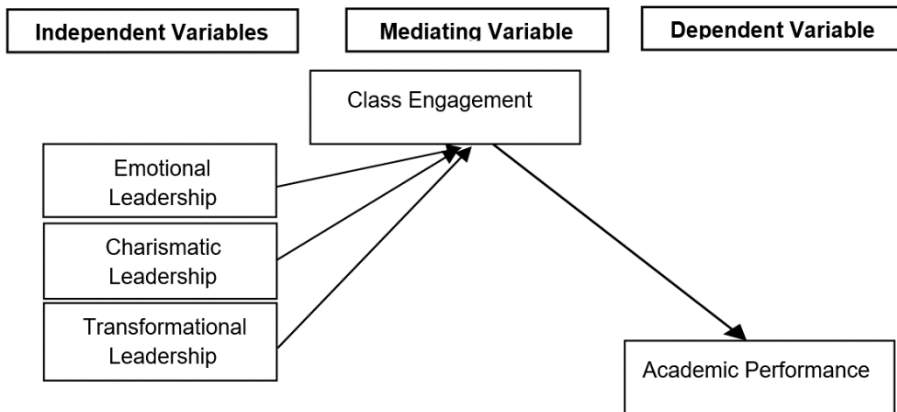 Independent Variables
Mediating Variable
Dependent Variable
Class Engagement
Emotional
Leadership
Charismatic
Leadership
Transformational
Leadership
Academic Performance